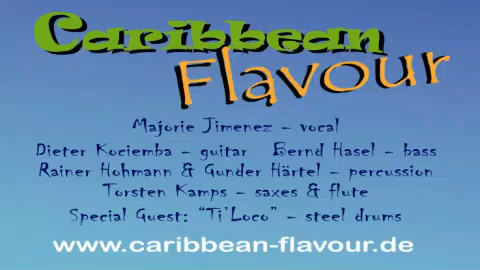 Caribbean
Flavour
Majorie Jimenez – vocal
Dieter Kociemba – guitar Bernd Hasel – bass
Rainer Hohmann & Gunder Härtel – percussion
Torsten Kamps – saxes & flute
Special Guest: “Ti’Loco” – steel drums
www.caribbean-flavour.de